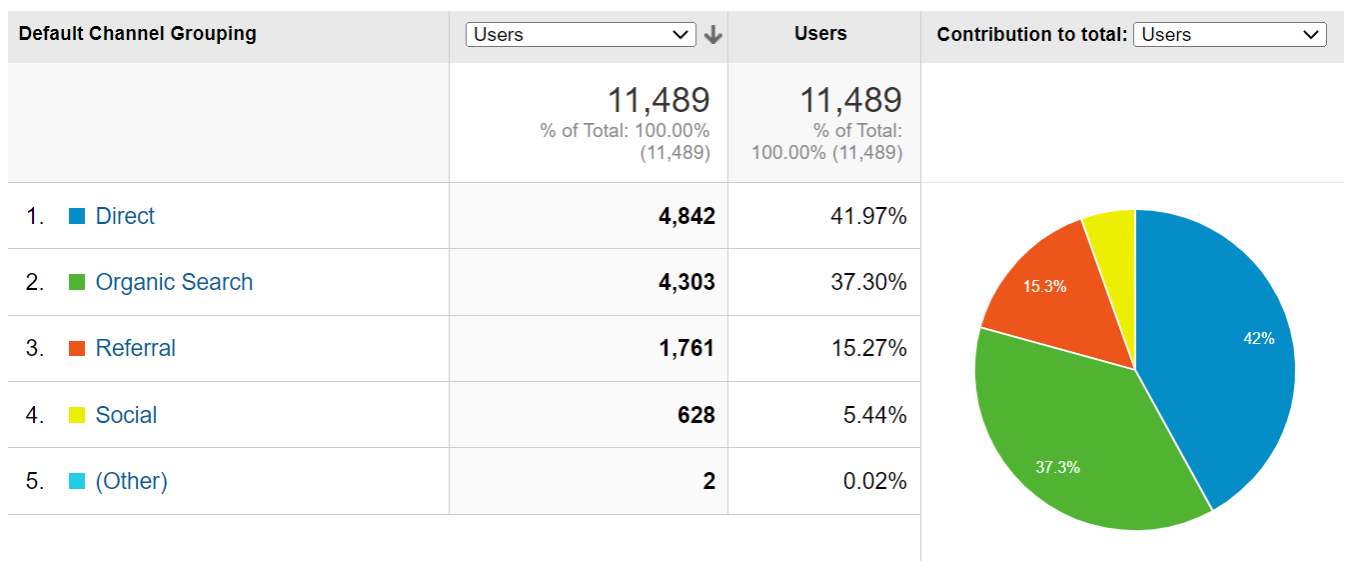 Default Channel Grouping Users Users Contribution to total: Users
11,489 11,489
% of Total: 100.00% % of Total:
(11,489) 100.00% (11,489)
1. Direct 4,842 41.97%
2. Organic Search 4,303 37.30%
3. Referral 1,761 15.27%
4. Social 628 5.44%
5. (Other) 2 0.02%
15.3%
42%
37.3%